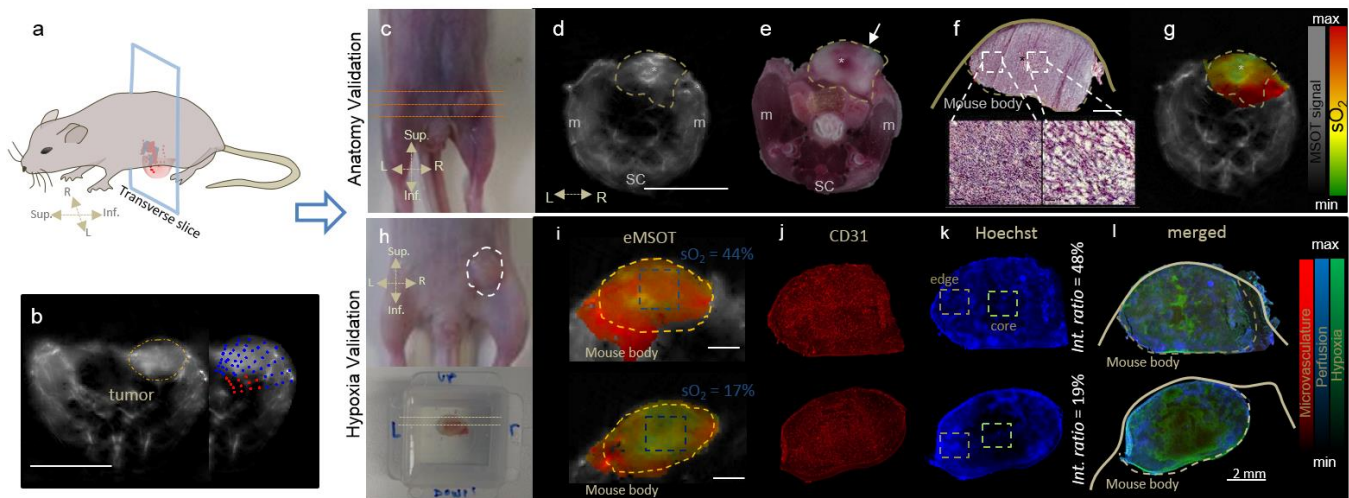 a
R
Sup.
Inf.
L
Transverse slice
b
tumor
Anatomy Validation
c
Sup.
L
R
Inf.
d
m
m
L
R
SC
e
*
m
m
SC
f
*
*
Mouse body
g
*
max
MSOT signal
sO₂
min
Hypoxia Validation
h
Sup.
L
R
Inf.
UP
L
r
DOWN
i
eMSOT
sO₂ = 44%
Mouse body
sO₂ = 17%
Mouse body
j
CD31
k
Hoechst
edge
core
Int. ratio = 48%
Int. ratio = 19%
l
merged
Mouse body
Mouse body
2 mm
max
Microvasculature
Perfusion
Hypoxia
min